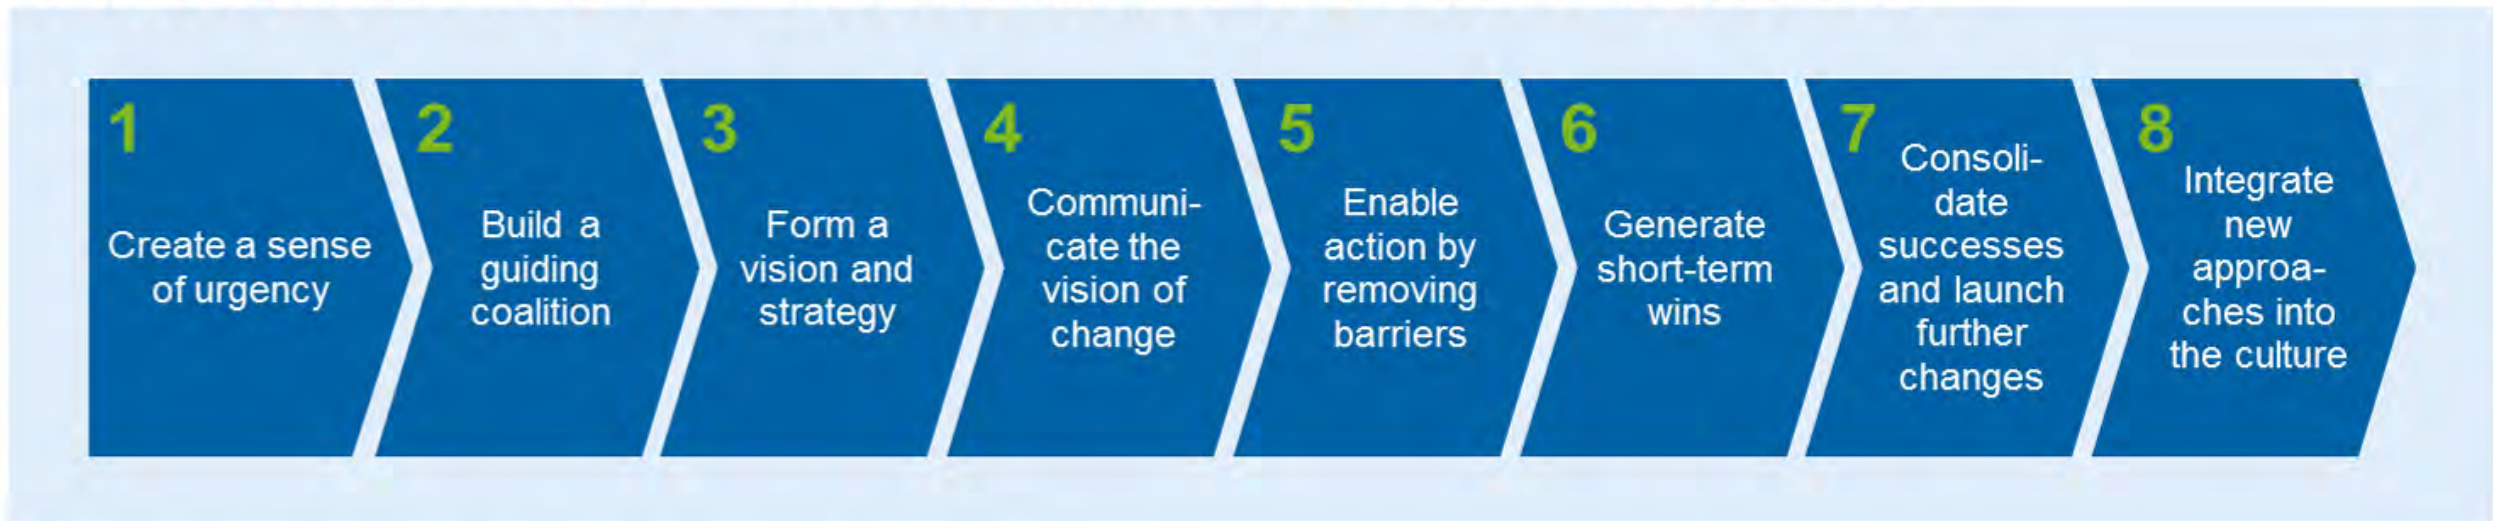 1
Create a sense
of urgency
2
Build a
guiding
coalition
3
Form a
vision and
strategy
4
Communi-
cate the
vision of
change
5
Enable
action by
removing
barriers
6
Generate
short-term
wins
7
Consoli-
date
successes
and launch
further
changes
8
Integrate
new
approa-
ches into
the culture